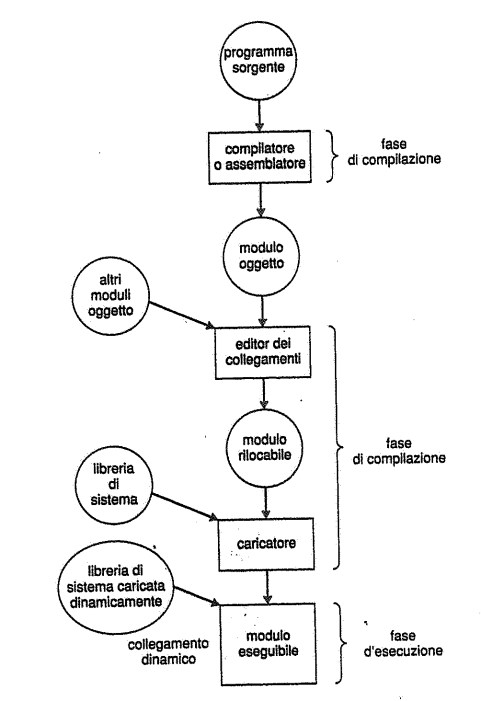 programma
sorgente
compilatore
o assemblatore
fase
di compilazione
modulo
oggetto
altri
moduli
oggetto
editor dei
collegamenti
modulo
rilocabile
fase
di compilazione
libreria
di
sistema
caricatore
libreria di
sistema caricata
dinamicamente
collegamento
dinamico
modulo
eseguibile
fase
d'esecuzione